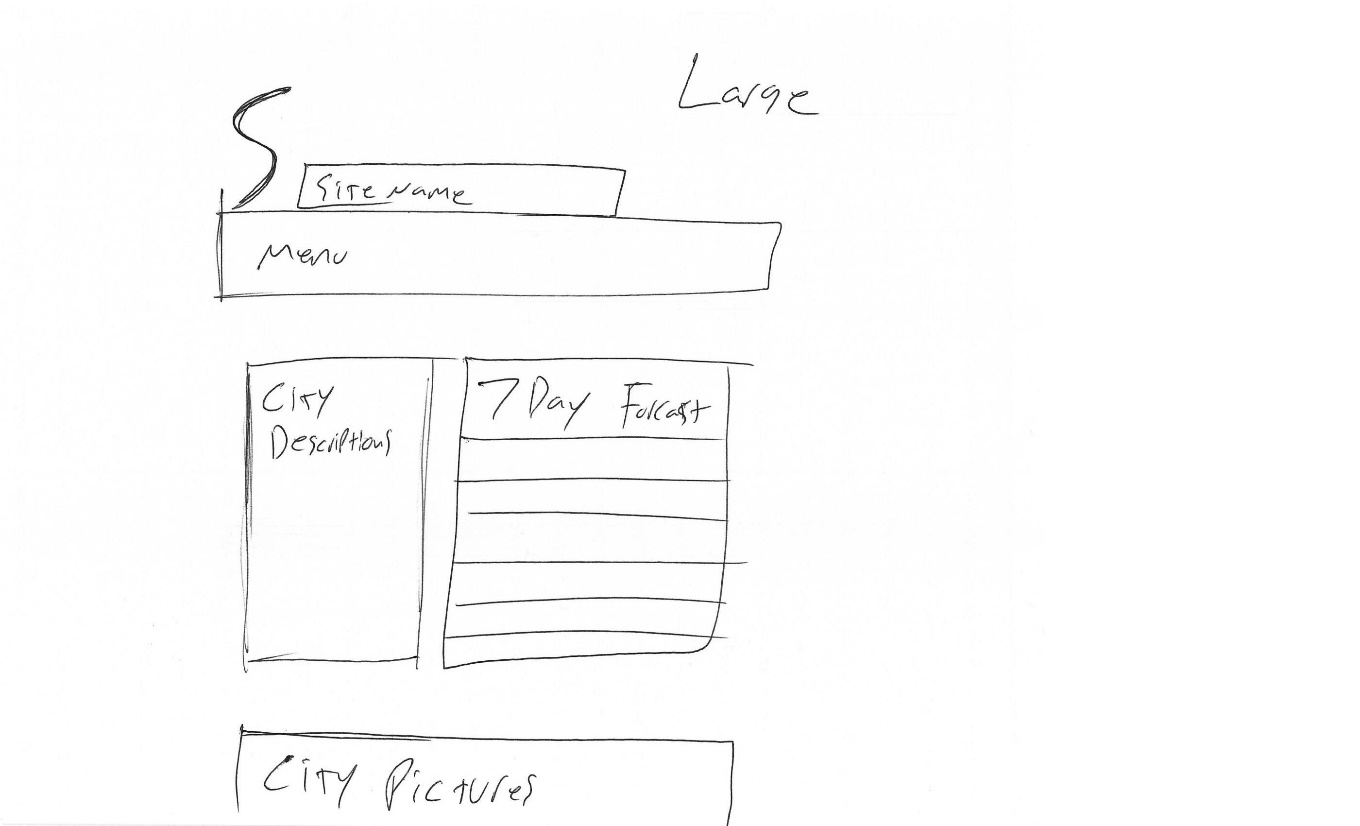 Large
S
Site Name
Menu
City
Descriptions
7 Day Forcast
City Pictures